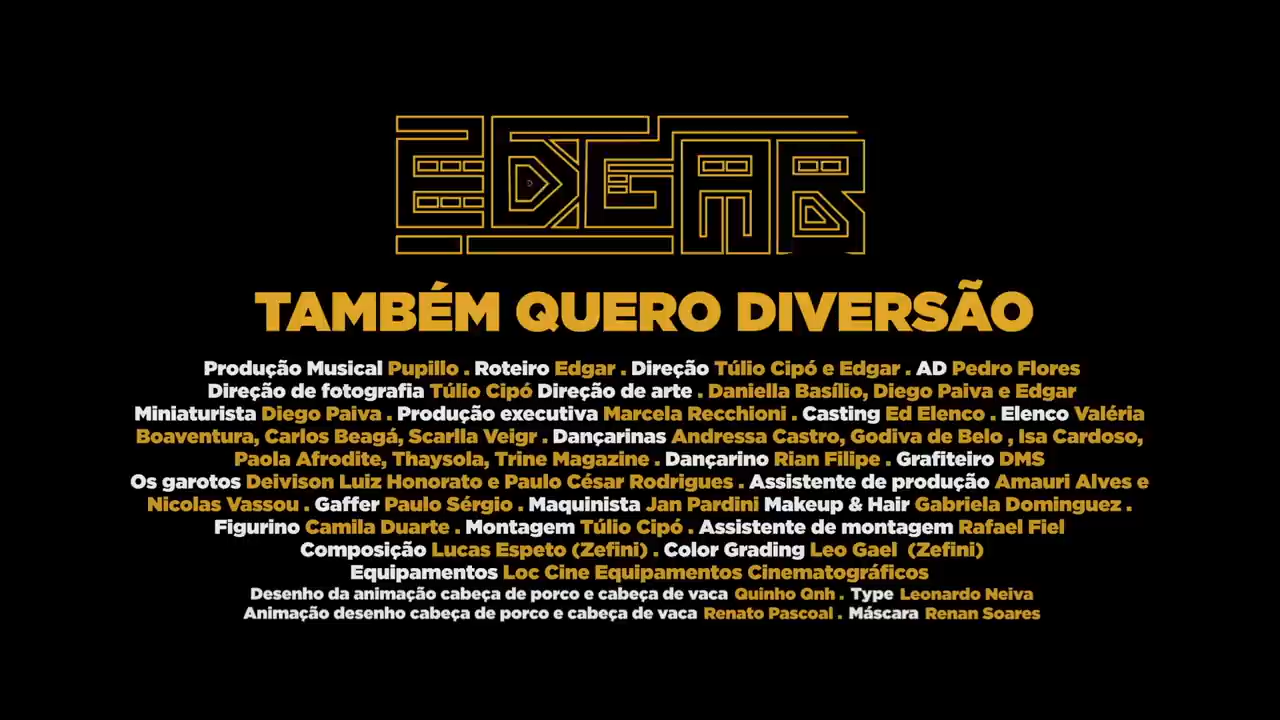 EDGAR
TAMBÉM QUERO DIVERSÃO
Produção Musical Pupillo . Roteiro Edgar . Direção Túlio Cipó e Edgar . AD Pedro Flores
Direção de fotografia Túlio Cipó Direção de arte . Daniella Basílio, Diego Paiva e Edgar
Miniaturista Diego Paiva . Produção executiva Marcela Recchioni . Casting Ed Elenco . Elenco Valéria
Boaventura, Carlos Beagá, Scarlla Veigr . Dançarinas Andressa Castro, Godiva de Belo , Isa Cardoso,
Paola Afrodite, Thaysola, Trine Magazine . Dançarino Rian Filipe . Grafiteiro DMS
Os garotos Deivison Luiz Honorato e Paulo César Rodrigues . Assistente de produção Amauri Alves e
Nicolas Vassou . Gaffer Paulo Sérgio . Maquinista Jan Pardini Makeup & Hair Gabriela Dominguez .
Figurino Camila Duarte . Montagem Túlio Cipó . Assistente de montagem Rafael Fiel
Composição Lucas Espeto (Zefini) . Color Grading Leo Gael (Zefini)
Equipamentos Loc Cine Equipamentos Cinematográficos
Desenho da animação cabeça de porco e cabeça de vaca Quinho Qnh . Type Leonardo Neiva
Animação desenho cabeça de porco e cabeça de vaca Renato Pascoal . Máscara Renan Soares